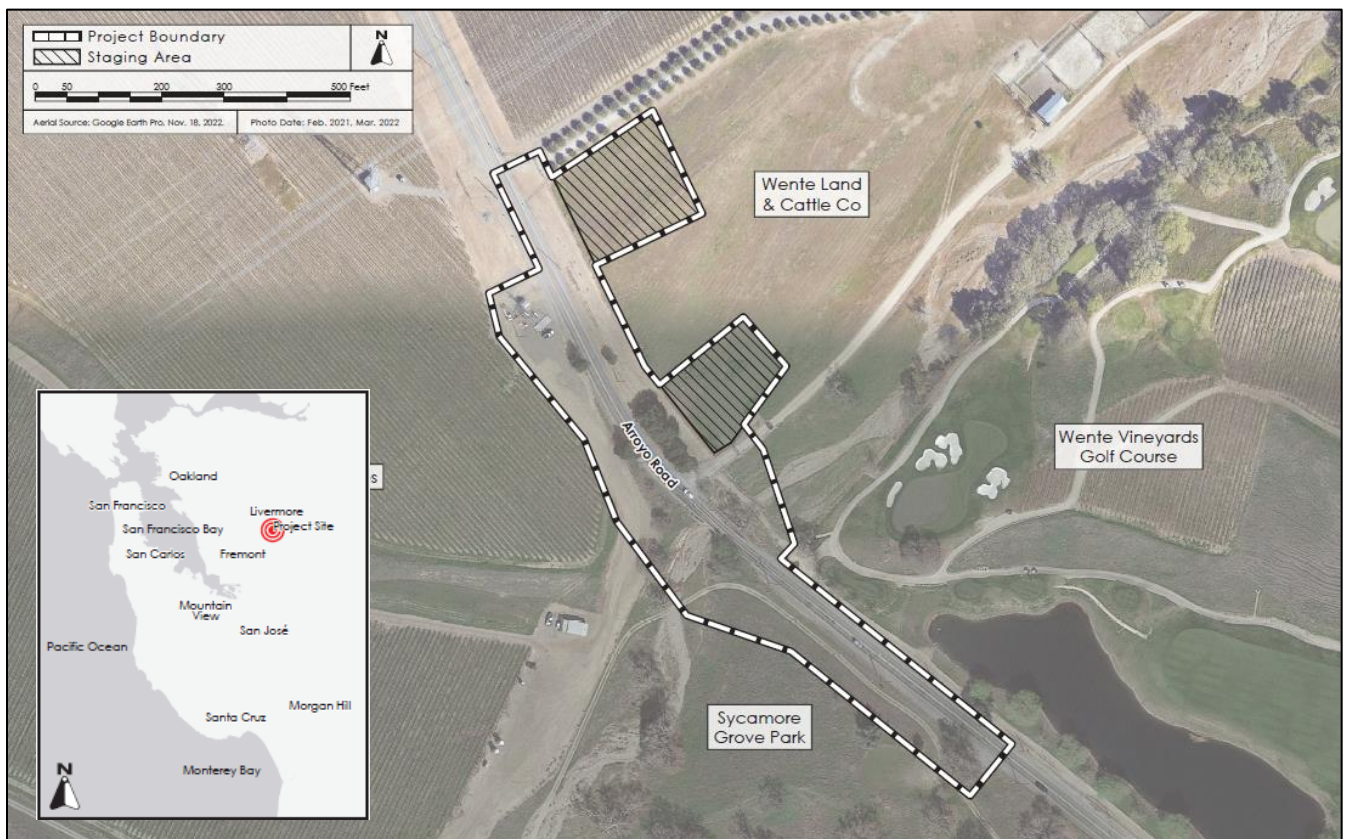 Project Boundary
Staging Area
N
0 50 200 300 500 Feet
Aerial Source: Google Earth Pro, Nov. 18, 2022.
Photo Date: Feb. 2021, Mar. 2022
Wente Land
& Cattle Co
Arroyo Road
Wente Vineyards
Golf Course
Sycamore
Grove Park
s
Oakland
San Francisco
Livermore
San Francisco Bay
Project Site
San Carlos
Fremont
Mountain
View
San José
Pacific Ocean
Morgan Hill
Santa Cruz
Monterey Bay
N